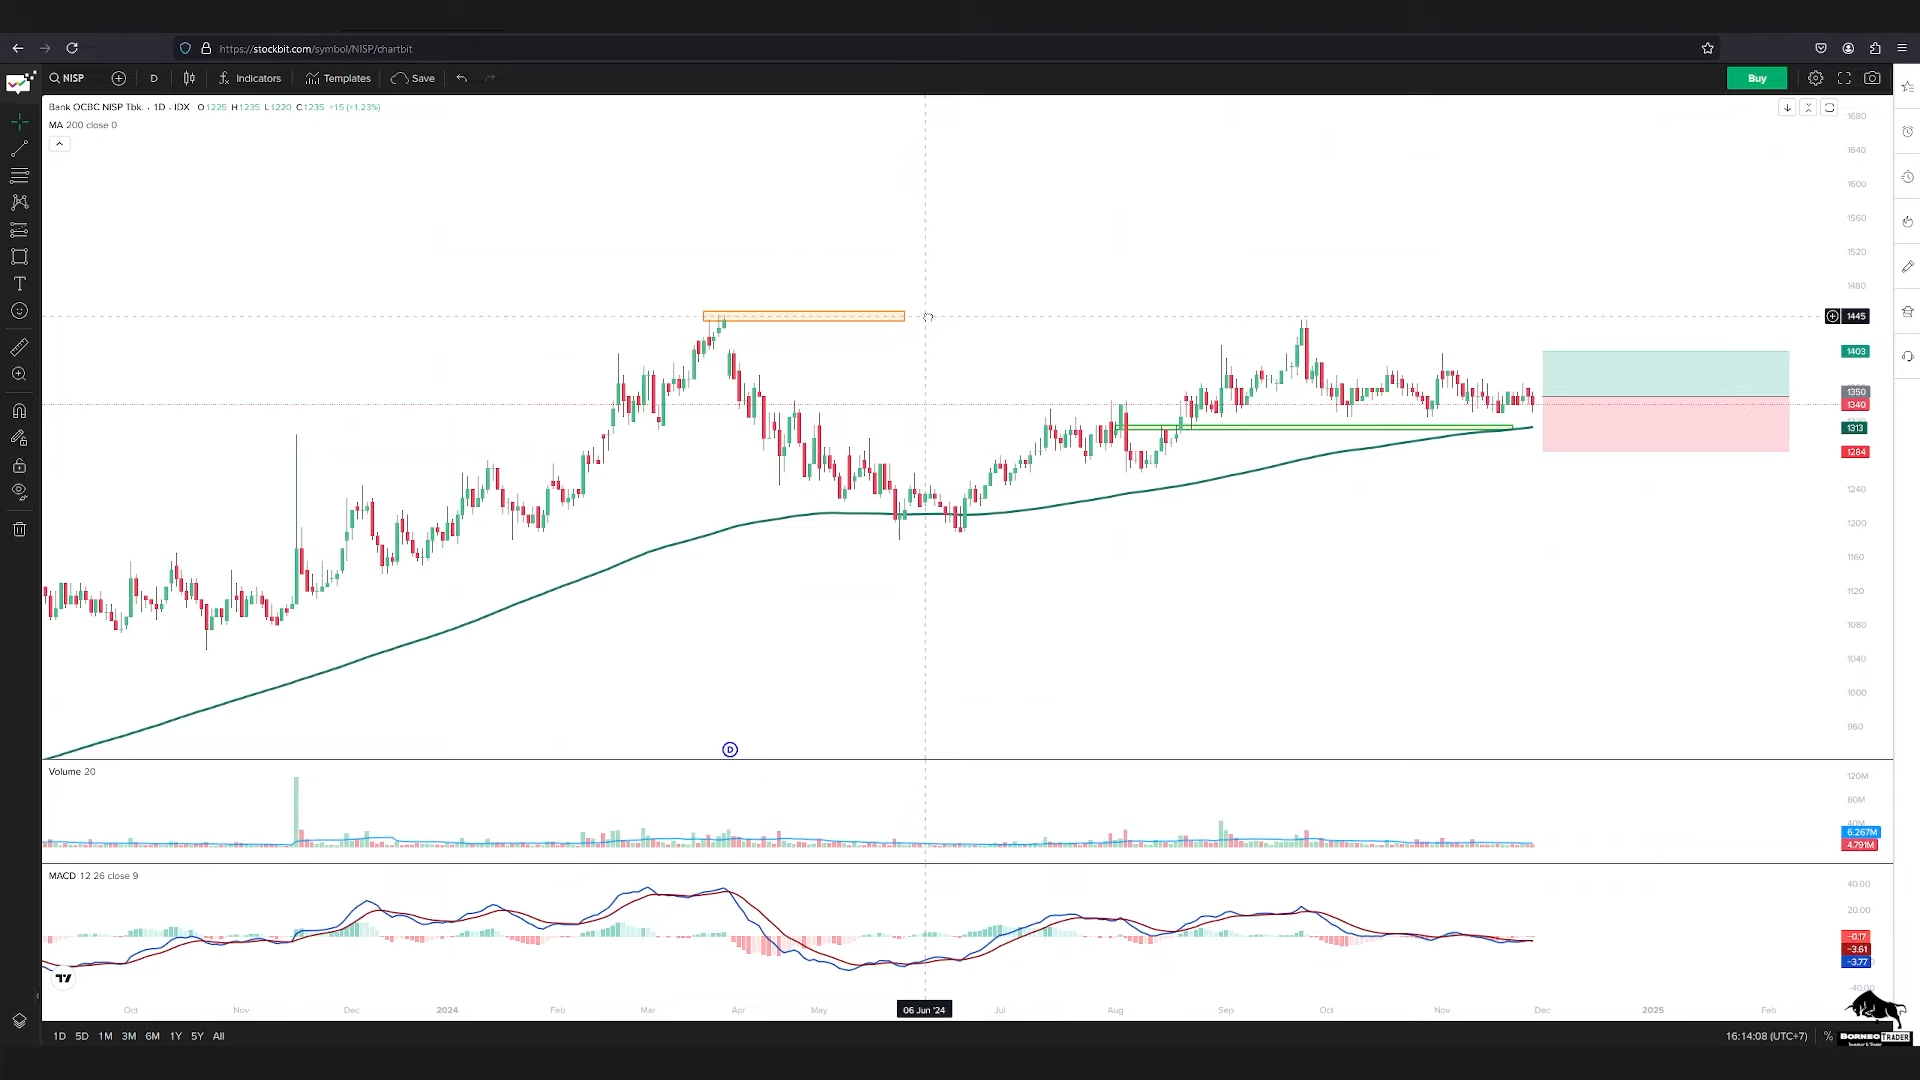 https://stockbit.com/symbol/NISP/chartbit
NISP D Indicators Templates Save Buy
Bank OCBC NISP Tbk. · 1D · IDX O1225 H1235 L1220 C1235 +15 (+1.23%)
MA 200 close 0
1680
1640
1600
1560
1520
1480
1445
1403
1350
1340
1313
1284
1240
1200
1160
1120
1080
1040
1000
960
D
Volume 20
120M
80M
40M
6.267M
4.791M
MACD 12 26 close 9
40.00
20.00
−0.17
−3.61
−3.77
−40.00
Oct Nov Dec 2024 Feb Mar Apr May 06 Jun '24 Jul Aug Sep Oct Nov Dec 2025 Feb
1D 5D 1M 3M 6M 1Y 5Y All 16:14:08 (UTC+7) %
BORNEO TRADER